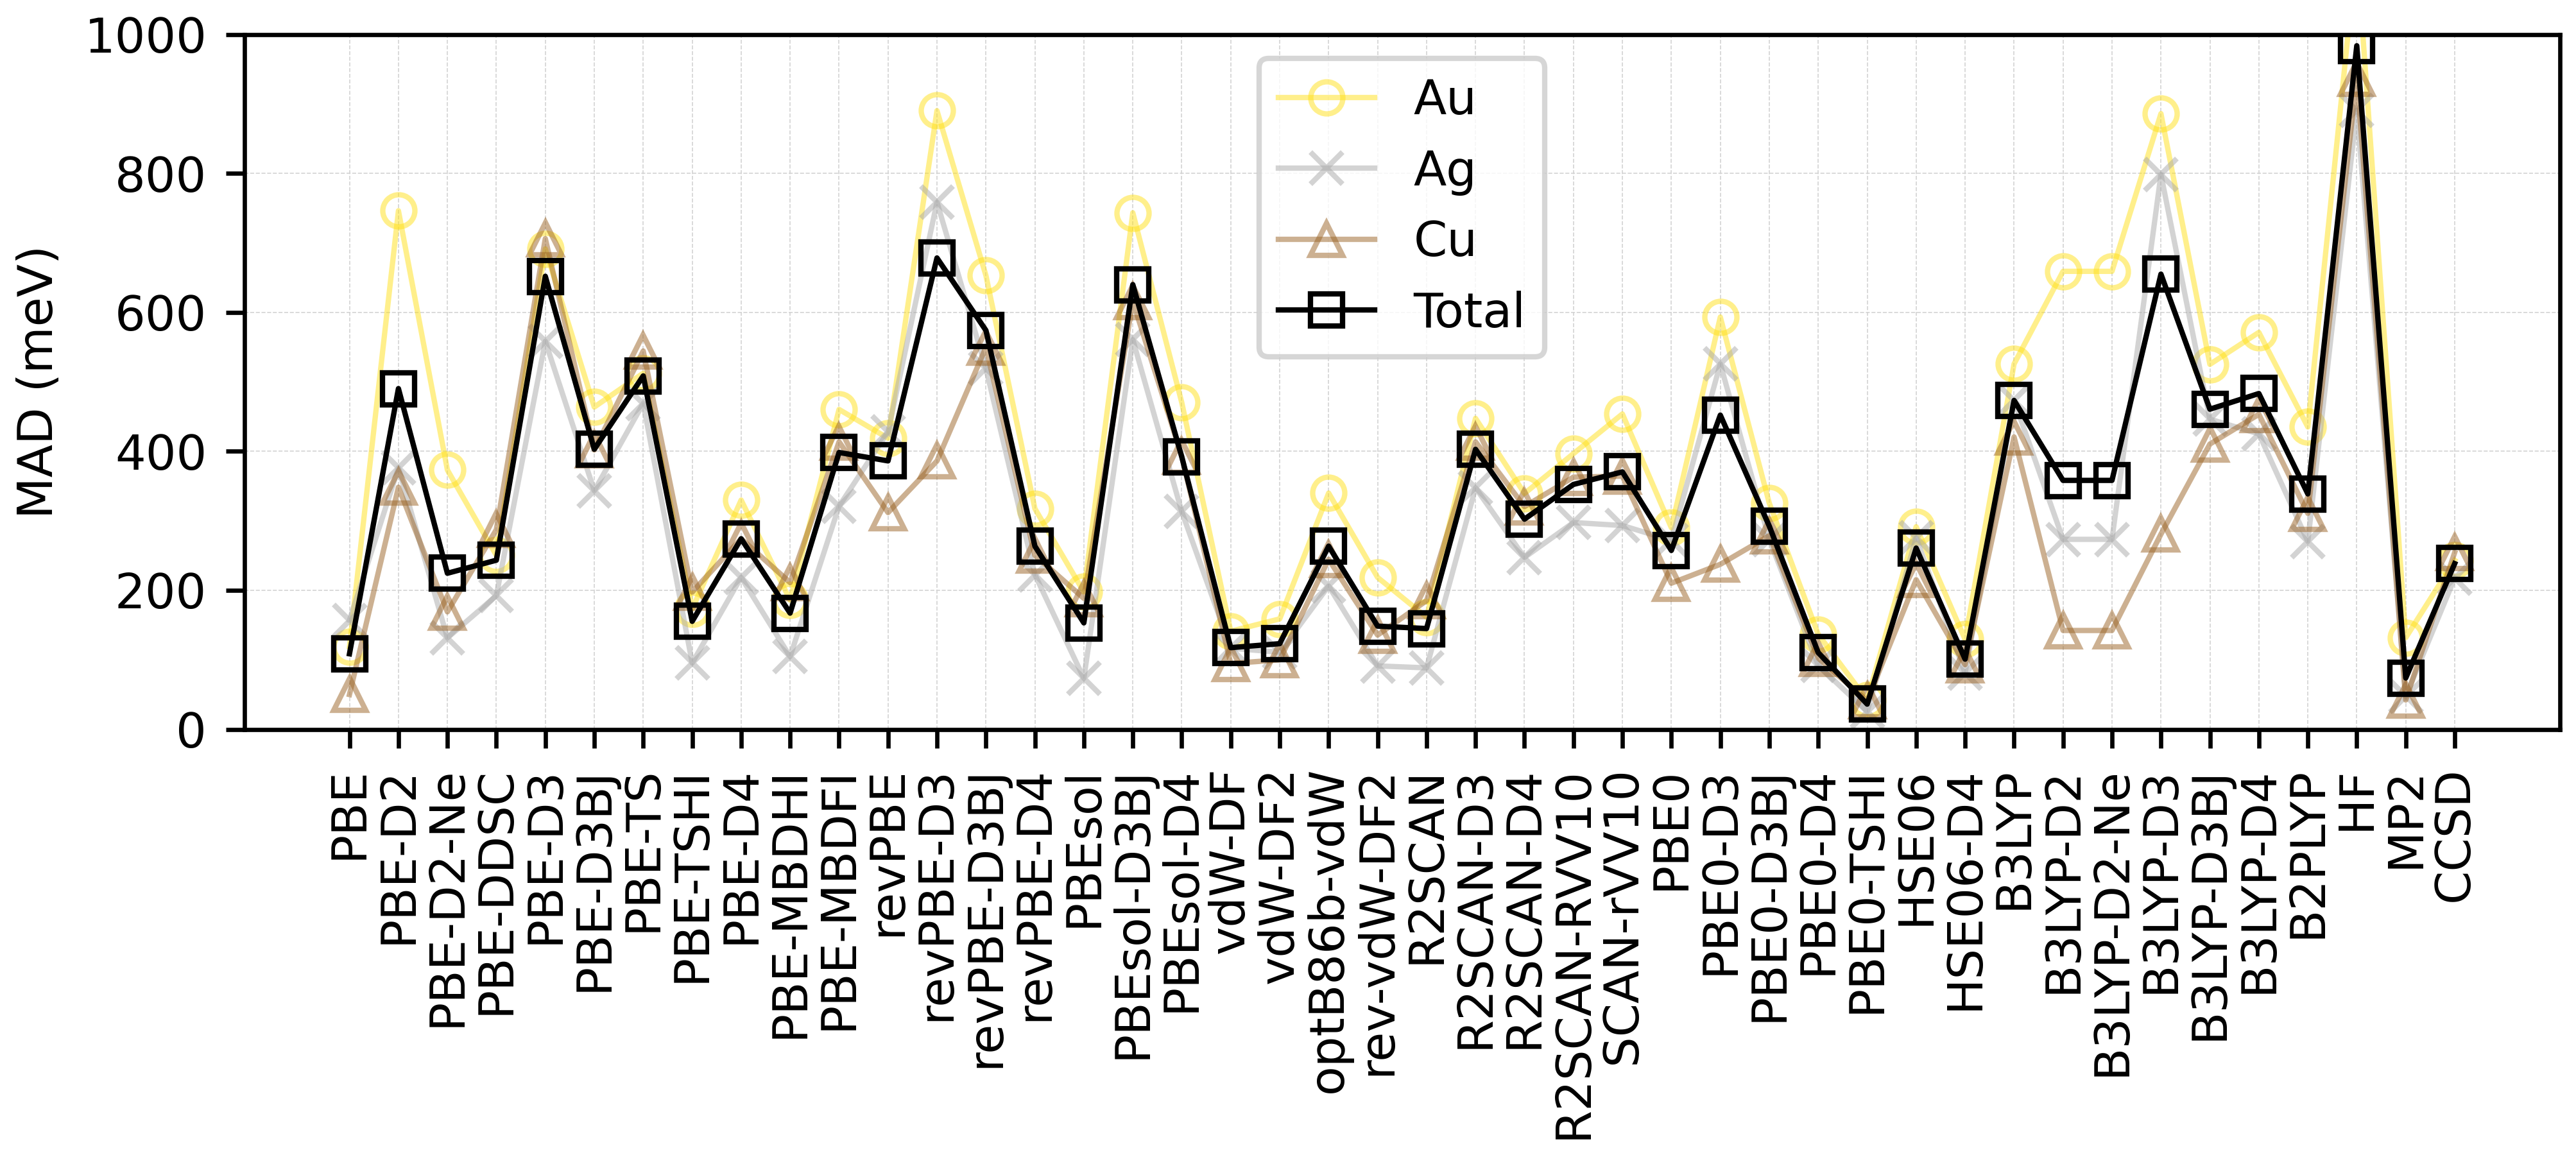 MAD (meV)
1000
800
600
400
200
0
Au
Ag
Cu
Total
PBE
PBE-D2
PBE-D2-Ne
PBE-DDSC
PBE-D3
PBE-D3BJ
PBE-TS
PBE-TSHI
PBE-D4
PBE-MBDHI
PBE-MBDFI
revPBE
revPBE-D3
revPBE-D3BJ
revPBE-D4
PBEsol
PBEsol-D3BJ
PBEsol-D4
vdW-DF
vdW-DF2
optB86b-vdW
rev-vdW-DF2
R2SCAN
R2SCAN-D3
R2SCAN-D4
R2SCAN-RVV10
SCAN-rVV10
PBE0
PBE0-D3
PBE0-D3BJ
PBE0-D4
PBE0-TSHI
HSE06
HSE06-D4
B3LYP
B3LYP-D2
B3LYP-D2-Ne
B3LYP-D3
B3LYP-D3BJ
B3LYP-D4
B2PLYP
HF
MP2
CCSD